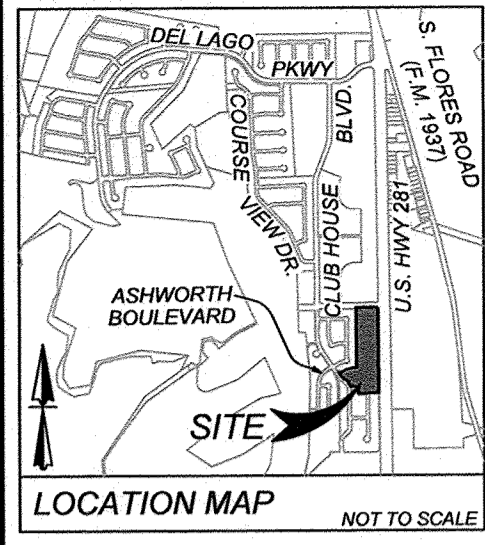 DEL LAGO
PKWY
S. FLORES ROAD
(F.M. 1937)
COURSE VIEW DR.
CLUB HOUSE BLVD.
U.S. HWY 281
ASHWORTH
BOULEVARD
SITE
LOCATION MAP
NOT TO SCALE